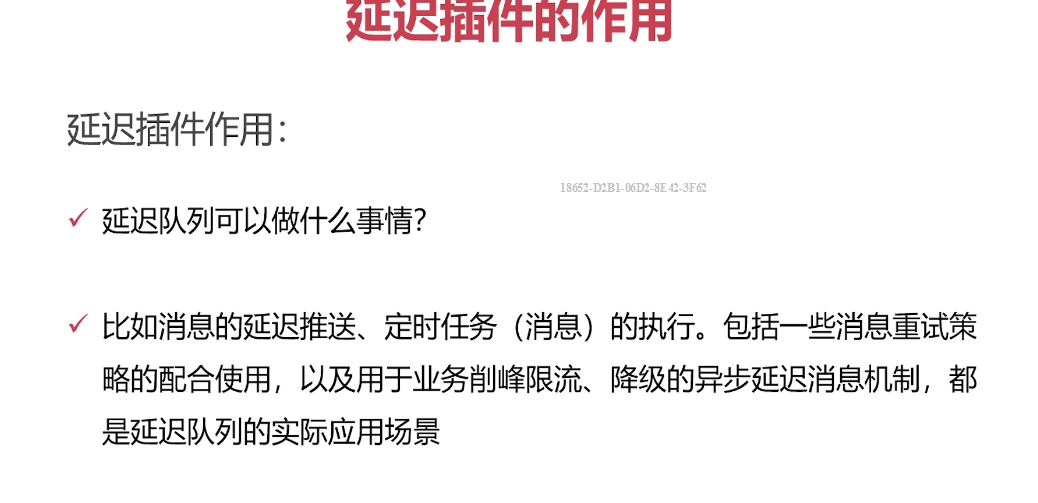 延迟插件的作用
延迟插件作用：
18652-D2B1-06D2-8E42-3F62
延迟队列可以做什么事情？
比如消息的延迟推送、定时任务（消息）的执行。包括一些消息重试策
略的配合使用，以及用于业务削峰限流、降级的异步延迟消息机制，都
是延迟队列的实际应用场景